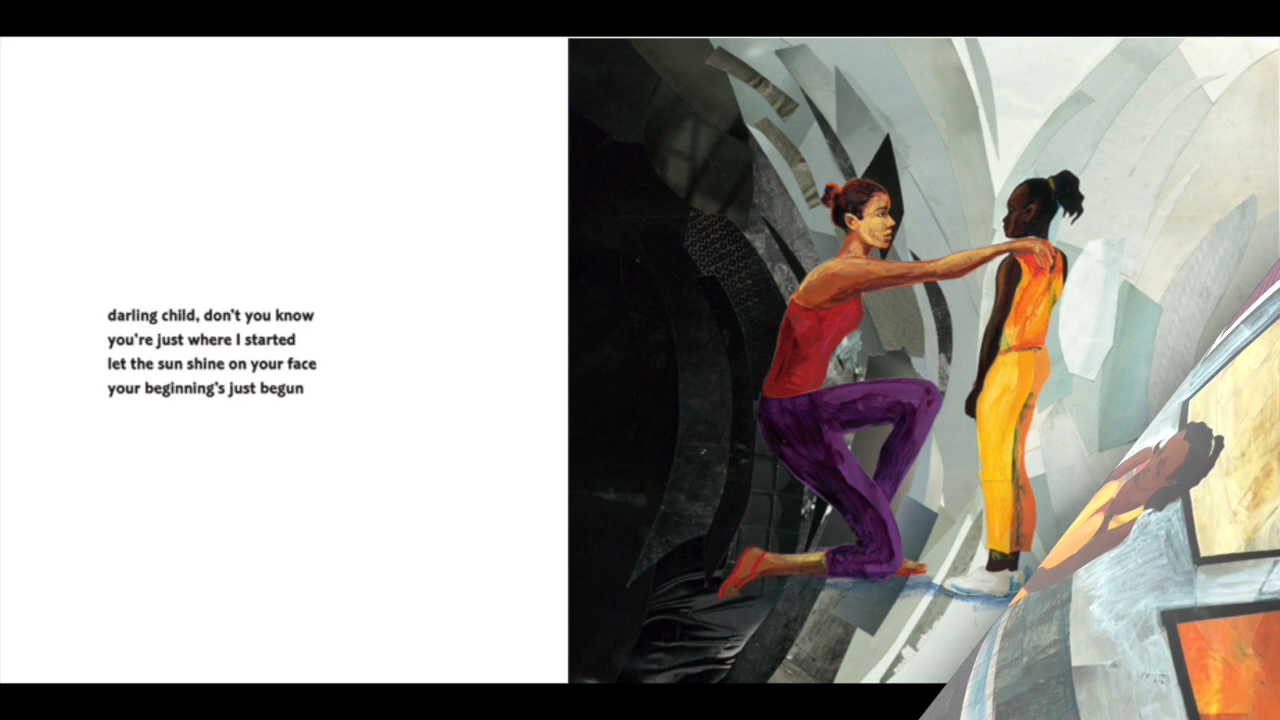 darling child, don't you know
you're just where I started
let the sun shine on your face
your beginning's just begun